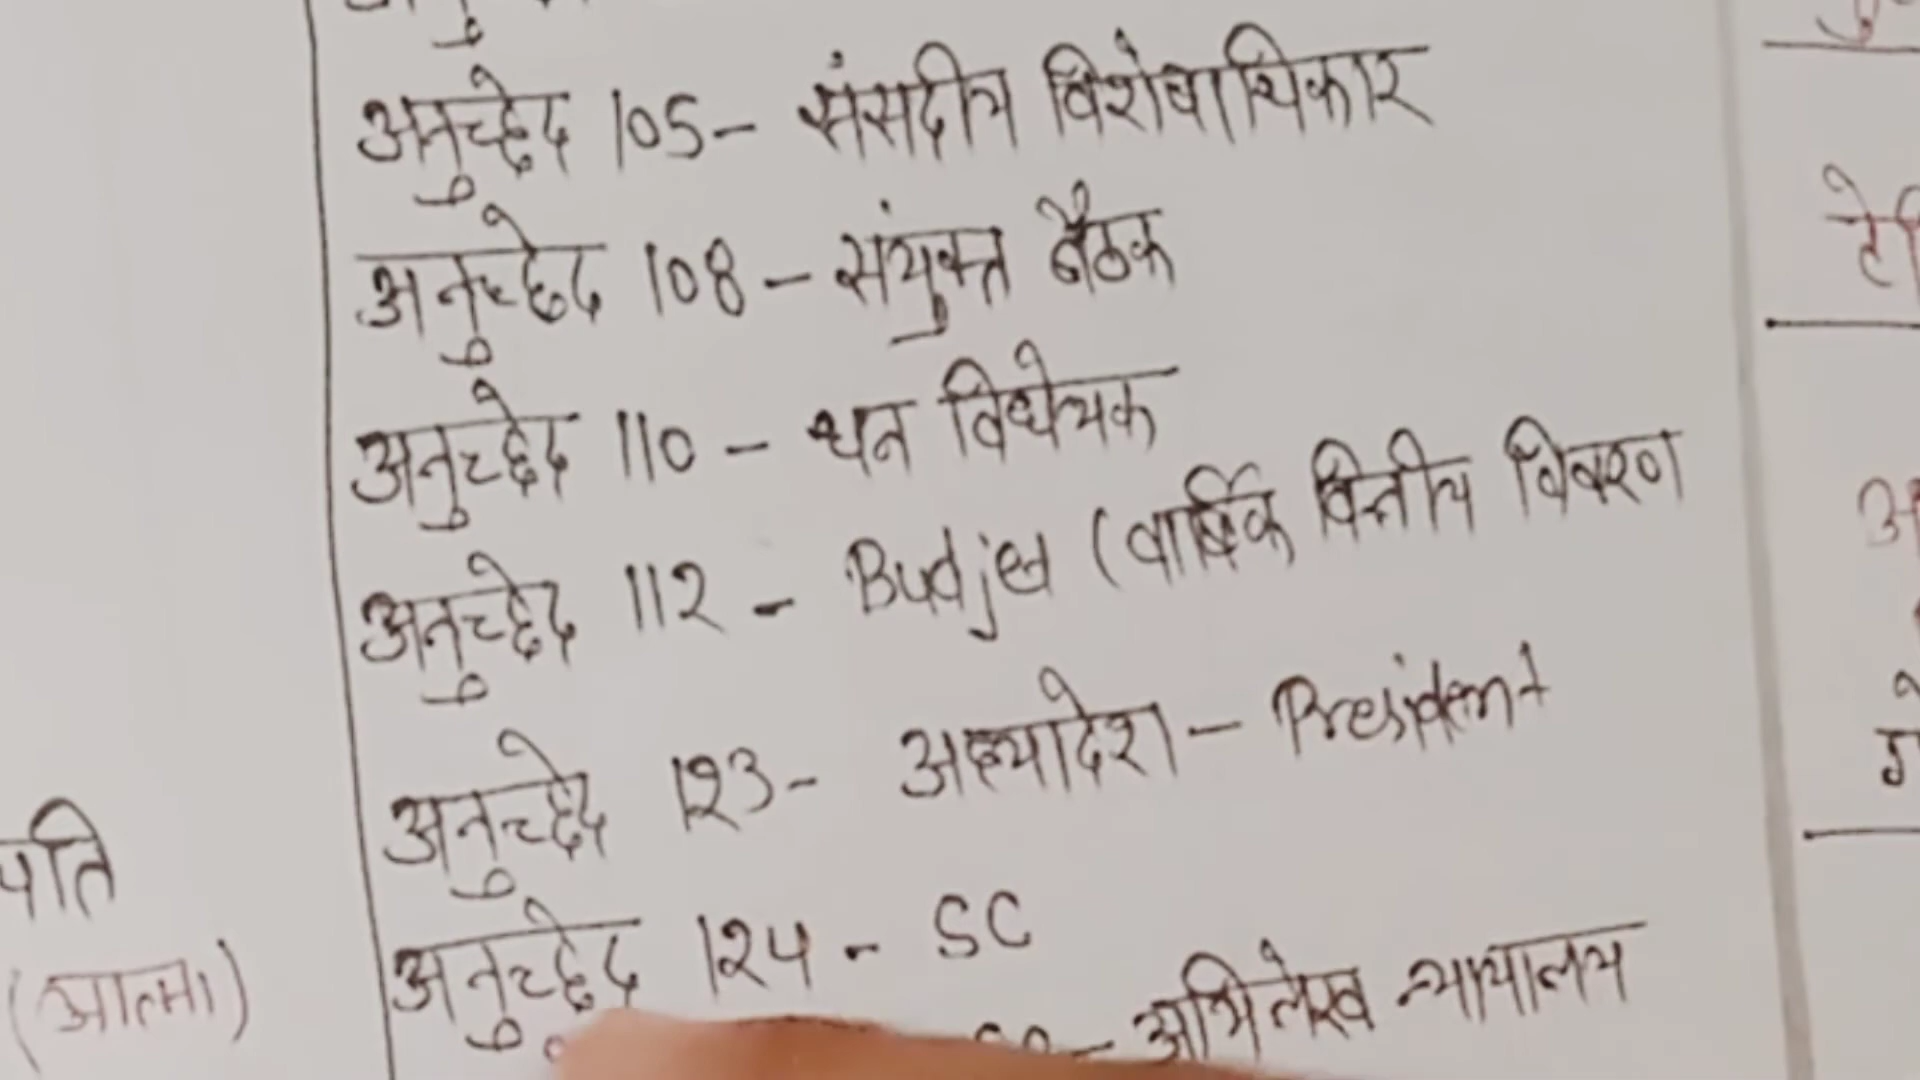 अनुच्छेद 105- संसदीय विशेषाधिकार
अनुच्छेद 108 - संयुक्त बैठक
अनुच्छेद 110 - धन विधेयक
अनुच्छेद 112 - Budjet (वार्षिक वित्तीय विवरण
अनुच्छेद 123- अध्यादेश - President
अनुच्छेद 124 - SC
- अभिलेख न्यायालय
पति
(आत्मा)